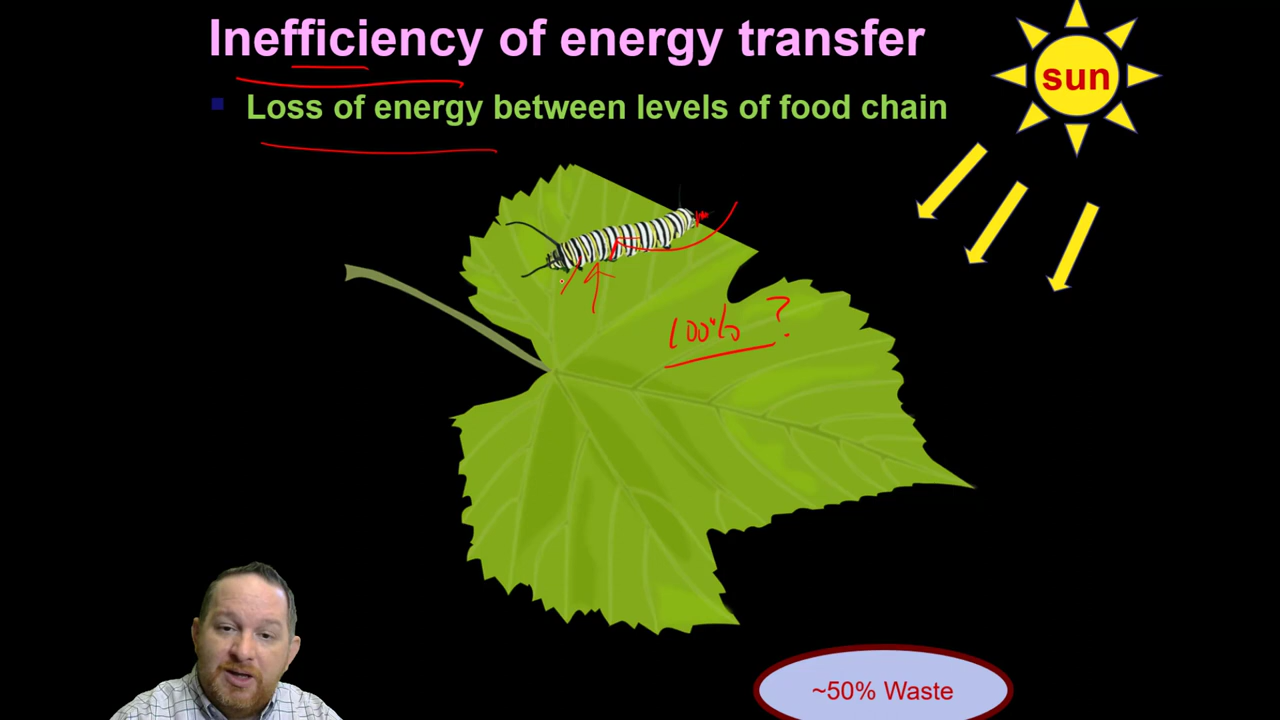 Inefficiency of energy transfer
sun
Loss of energy between levels of food chain
100% ?
~50% Waste